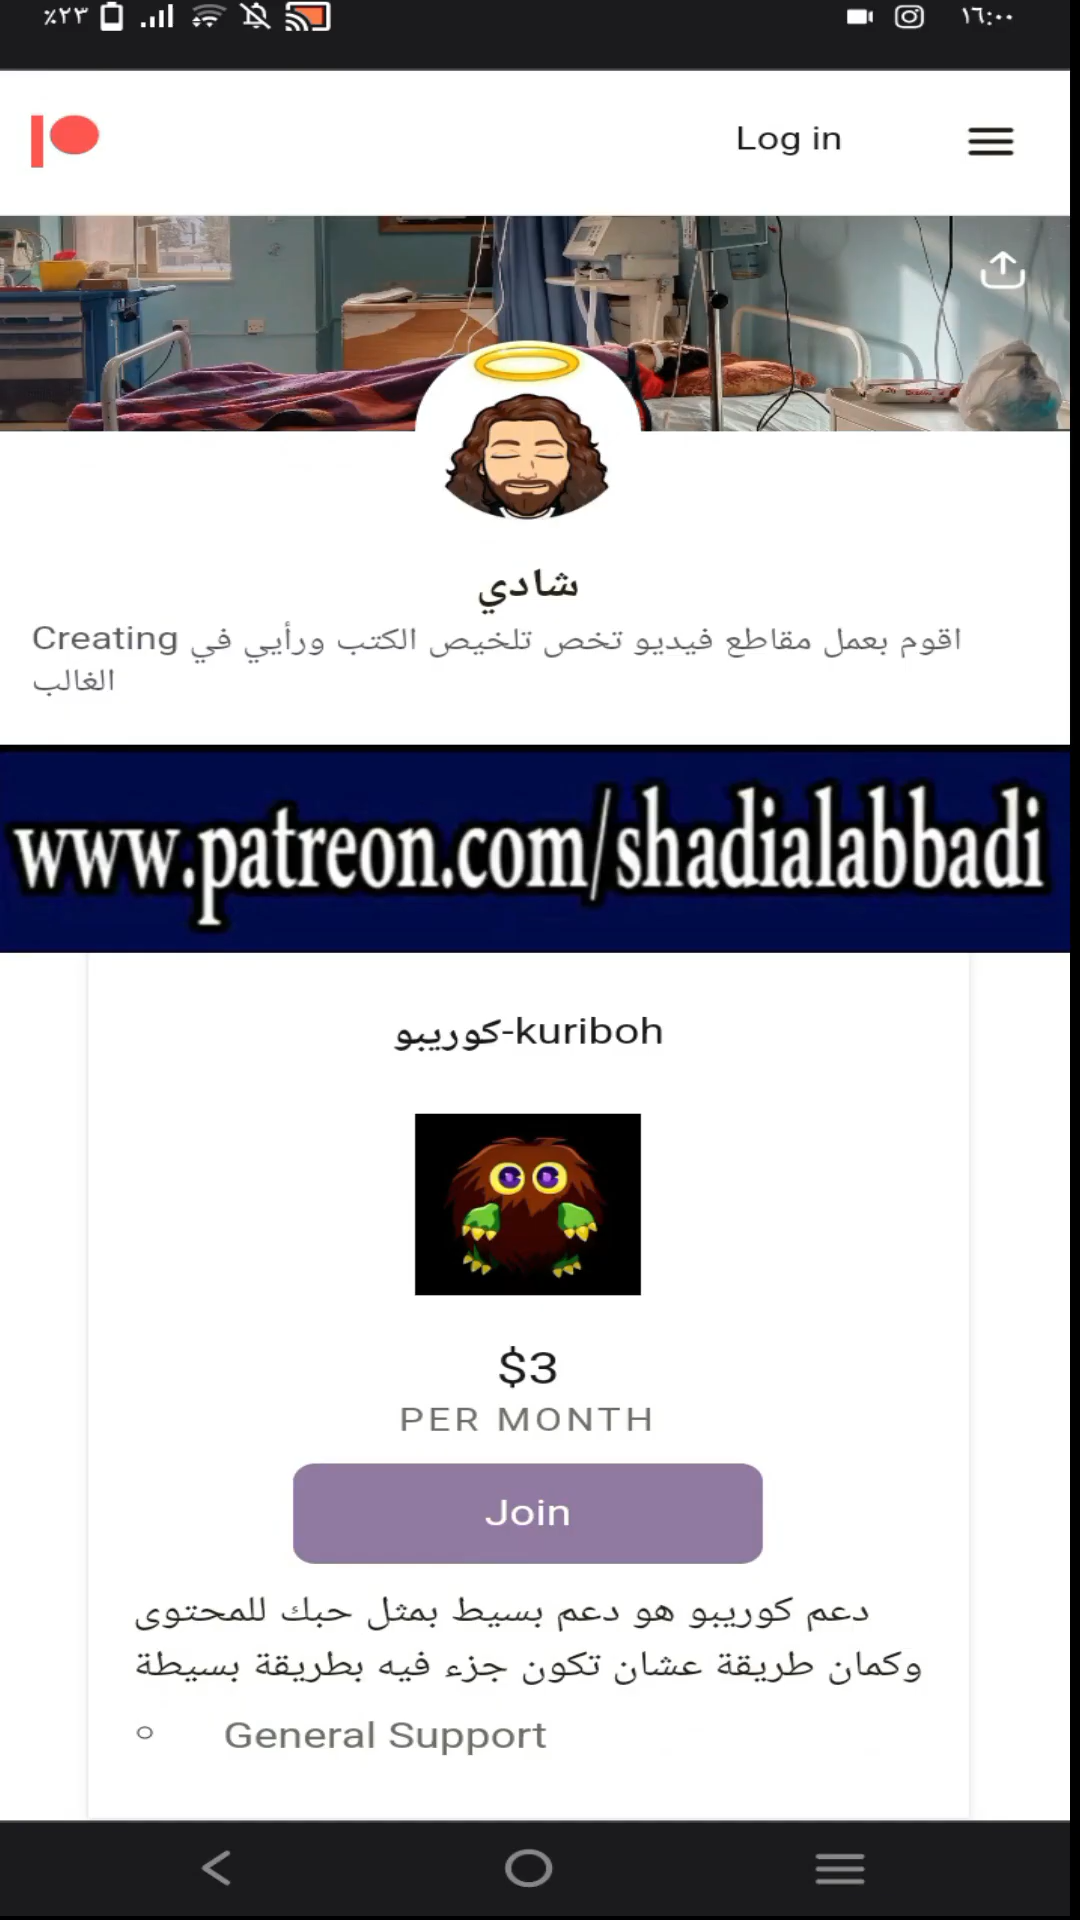 ٪٢٣
١٦:٠٠
Log in
شادي
Creating اقوم بعمل مقاطع فيديو تخص تلخيص الكتب ورأيي في
الغالب
www.patreon.com/shadialabbadi
كوريبو-kuriboh
$3
PER MONTH
Join
دعم كوريبو هو دعم بسيط بمثل حبك للمحتوى
وكمان طريقة عشان تكون جزء فيه بطريقة بسيطة
General Support